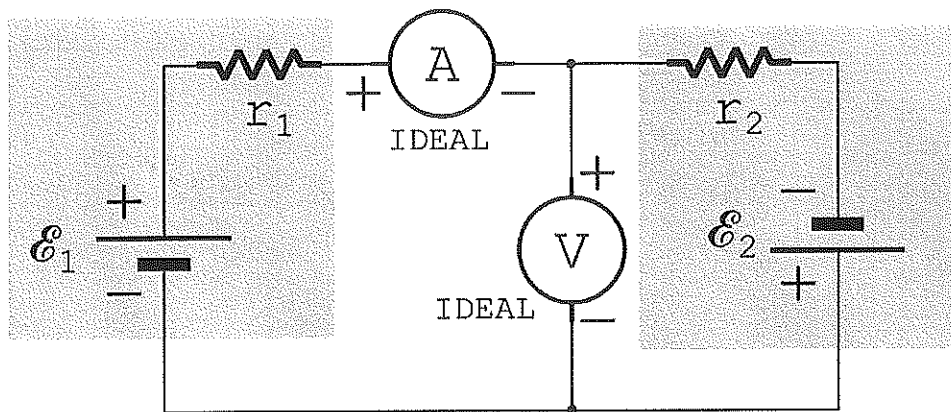 A
r₁
+ −
r₂
IDEAL
+
+
−
ℰ₁
V
ℰ₂
−
IDEAL
−
+